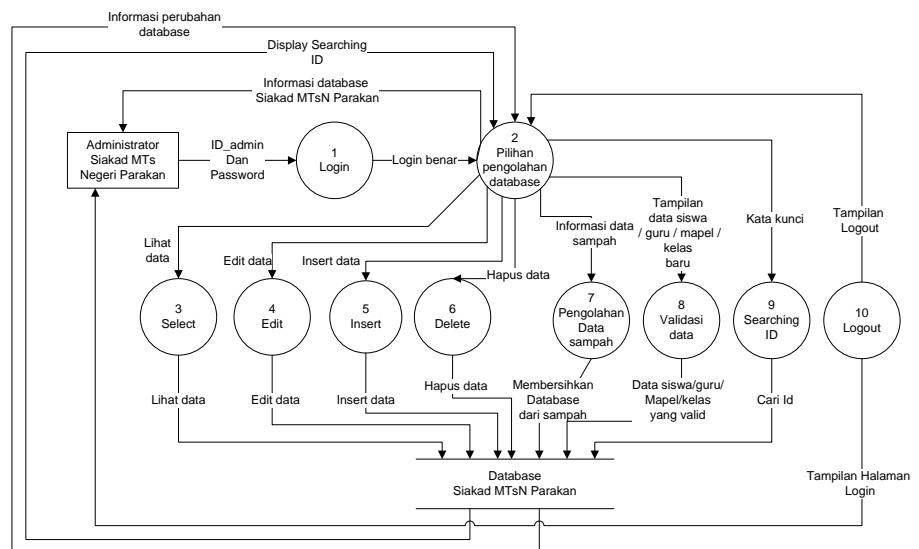 Informasi perubahan
database
Display Searching
ID
Informasi database
Siakad MTsN Parakan
Administrator
Siakad MTs
Negeri Parakan
ID_admin
Dan
Password
1
Login
Login benar
2
Pilihan
pengolahan
database
Lihat
data
Edit data
Insert data
Hapus data
Informasi data
sampah
Tampilan
data siswa
/ guru / mapel /
kelas
baru
Kata kunci
Tampilan
Logout
3
Select
4
Edit
5
Insert
6
Delete
7
Pengolahan
Data
sampah
8
Validasi
data
9
Searching
ID
10
Logout
Lihat data
Edit data
Insert data
Hapus data
Membersihkan
Database
dari sampah
Data siswa/guru/
Mapel/kelas
yang valid
Cari Id
Tampilan Halaman
Login
Database
Siakad MTsN Parakan